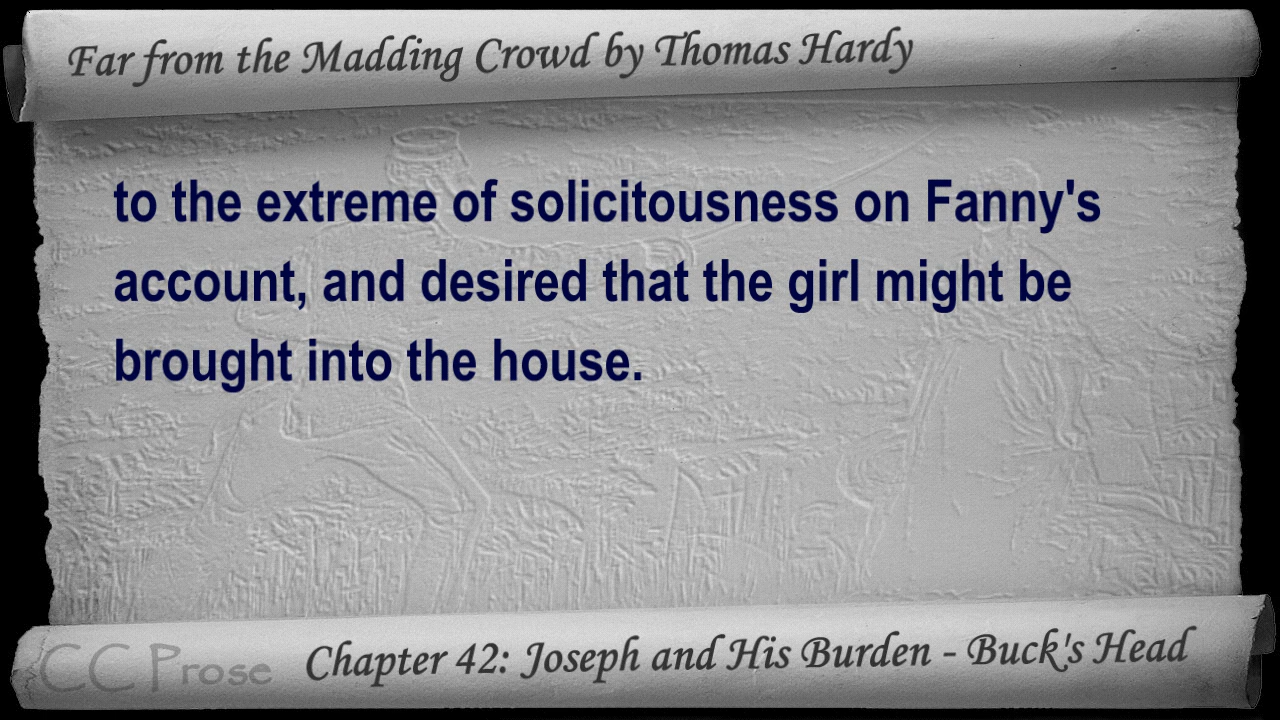 Far from the Madding Crowd by Thomas Hardy
to the extreme of solicitousness on Fanny's
account, and desired that the girl might be
brought into the house.
CC Prose
Chapter 42: Joseph and His Burden - Buck's Head